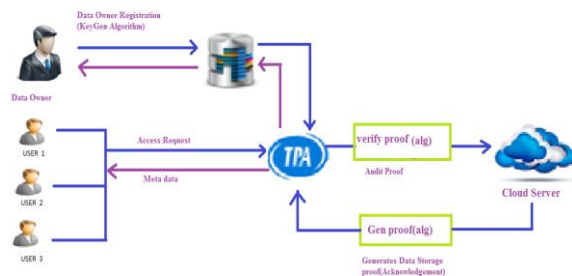 Data Owner Registration
(KeyGen Algorithm)
Data Owner
USER 1
USER 2
USER 3
Access Request
Meta data
TPA
verify proof (alg)
Audit Proof
Cloud Server
Gen proof(alg)
Generates Data Storage
proof(Acknowledgement)